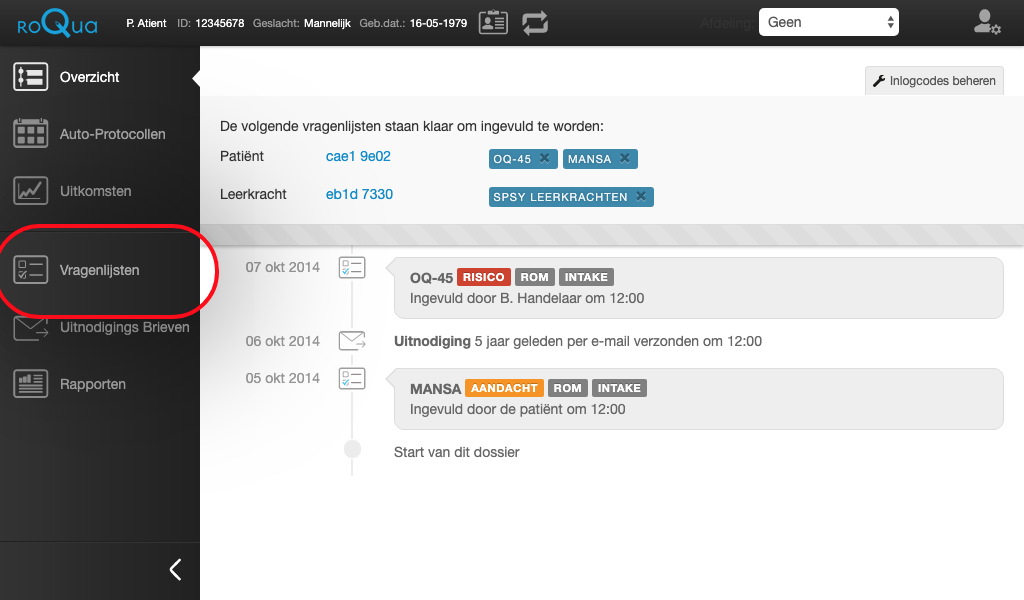 ROQua P. Atient ID: 12345678 Geslacht: Mannelijk Geb.dat.: 16-05-1979 Afdeling: Geen
Overzicht
Auto-Protocollen
Uitkomsten
Vragenlijsten
Uitnodigings Brieven
Rapporten
Inlogcodes beheren
De volgende vragenlijsten staan klaar om ingevuld te worden:
Patiënt cae1 9e02 OQ-45 MANSA
Leerkracht eb1d 7330 SPSY LEERKRACHTEN
07 okt 2014 OQ-45 RISICO ROM INTAKE
Ingevuld door B. Handelaar om 12:00
06 okt 2014 Uitnodiging 5 jaar geleden per e-mail verzonden om 12:00
05 okt 2014 MANSA AANDACHT ROM INTAKE
Ingevuld door de patiënt om 12:00
Start van dit dossier